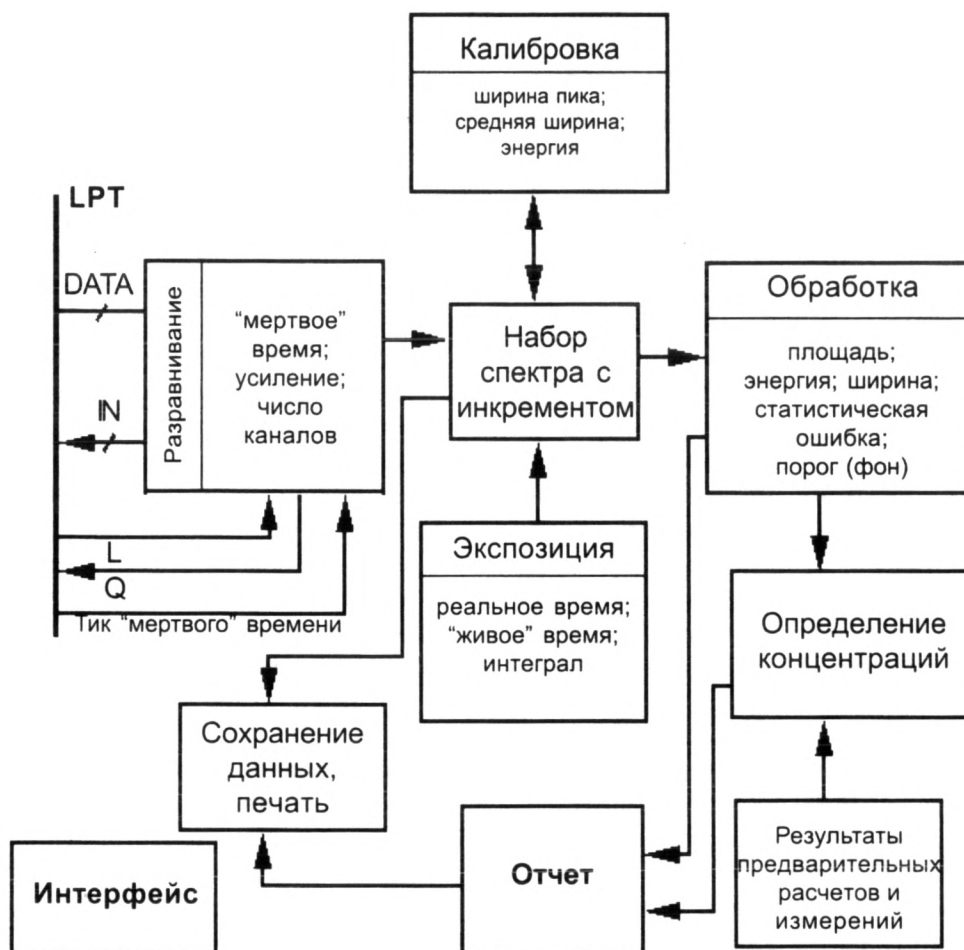 Калибровка
ширина пика;
средняя ширина;
энергия
LPT
DATA
IN
L
Q
Тик “мертвого” времени
Разравнивание
“мертвое”
время;
усиление;
число
каналов
Набор
спектра с
инкрементом
Обработка
площадь;
энергия; ширина;
статистическая
ошибка;
порог (фон)
Экспозиция
реальное время;
“живое” время;
интеграл
Определение
концентраций
Сохранение
данных,
печать
Интерфейс
Отчет
Результаты
предварительных
расчетов и
измерений